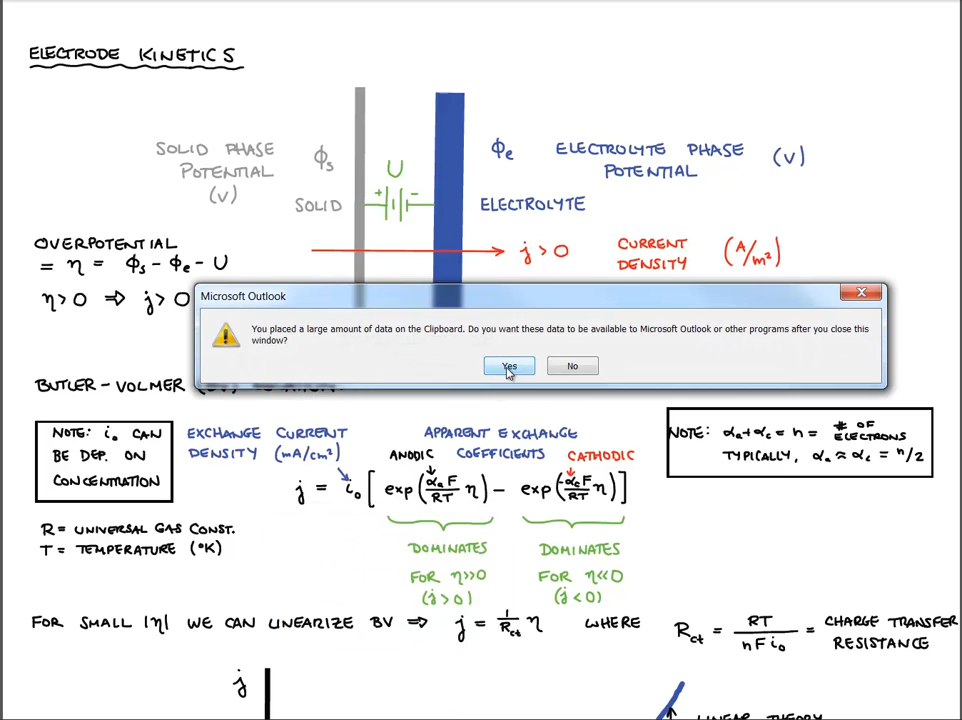 ELECTRODE KINETICS
SOLID PHASE
POTENTIAL
(V)
ϕs
U
+ -
ϕe
ELECTROLYTE PHASE
POTENTIAL
(V)
SOLID
ELECTROLYTE
OVERPOTENTIAL
= η = ϕs - ϕe - U
η > 0 ⇒ j > 0
j > 0
CURRENT
DENSITY
(A/m²)
Microsoft Outlook
You placed a large amount of data on the Clipboard. Do you want these data to be available to Microsoft Outlook or other programs after you close this
window?
Yes
No
BUTLER-VOLMER
NOTE: i₀ CAN
BE DEP. ON
CONCENTRATION
EXCHANGE CURRENT
DENSITY (mA/cm²)
APPARENT EXCHANGE
ANODIC COEFFICIENTS CATHODIC
j = i₀ [ exp(αaF/RT η) - exp(-αcF/RT η) ]
NOTE: αa+αc = n = # OF
ELECTRONS
TYPICALLY, αa ≈ αc = n/2
R = UNIVERSAL GAS CONST.
T = TEMPERATURE (°K)
DOMINATES
FOR η>>0
(j > 0)
DOMINATES
FOR η<<0
(j < 0)
FOR SMALL |η| WE CAN LINEARIZE BV ⇒ j = 1/Rct η WHERE
Rct = RT/nFi₀ = CHARGE TRANSFER
RESISTANCE
j
LINEAR THEORY